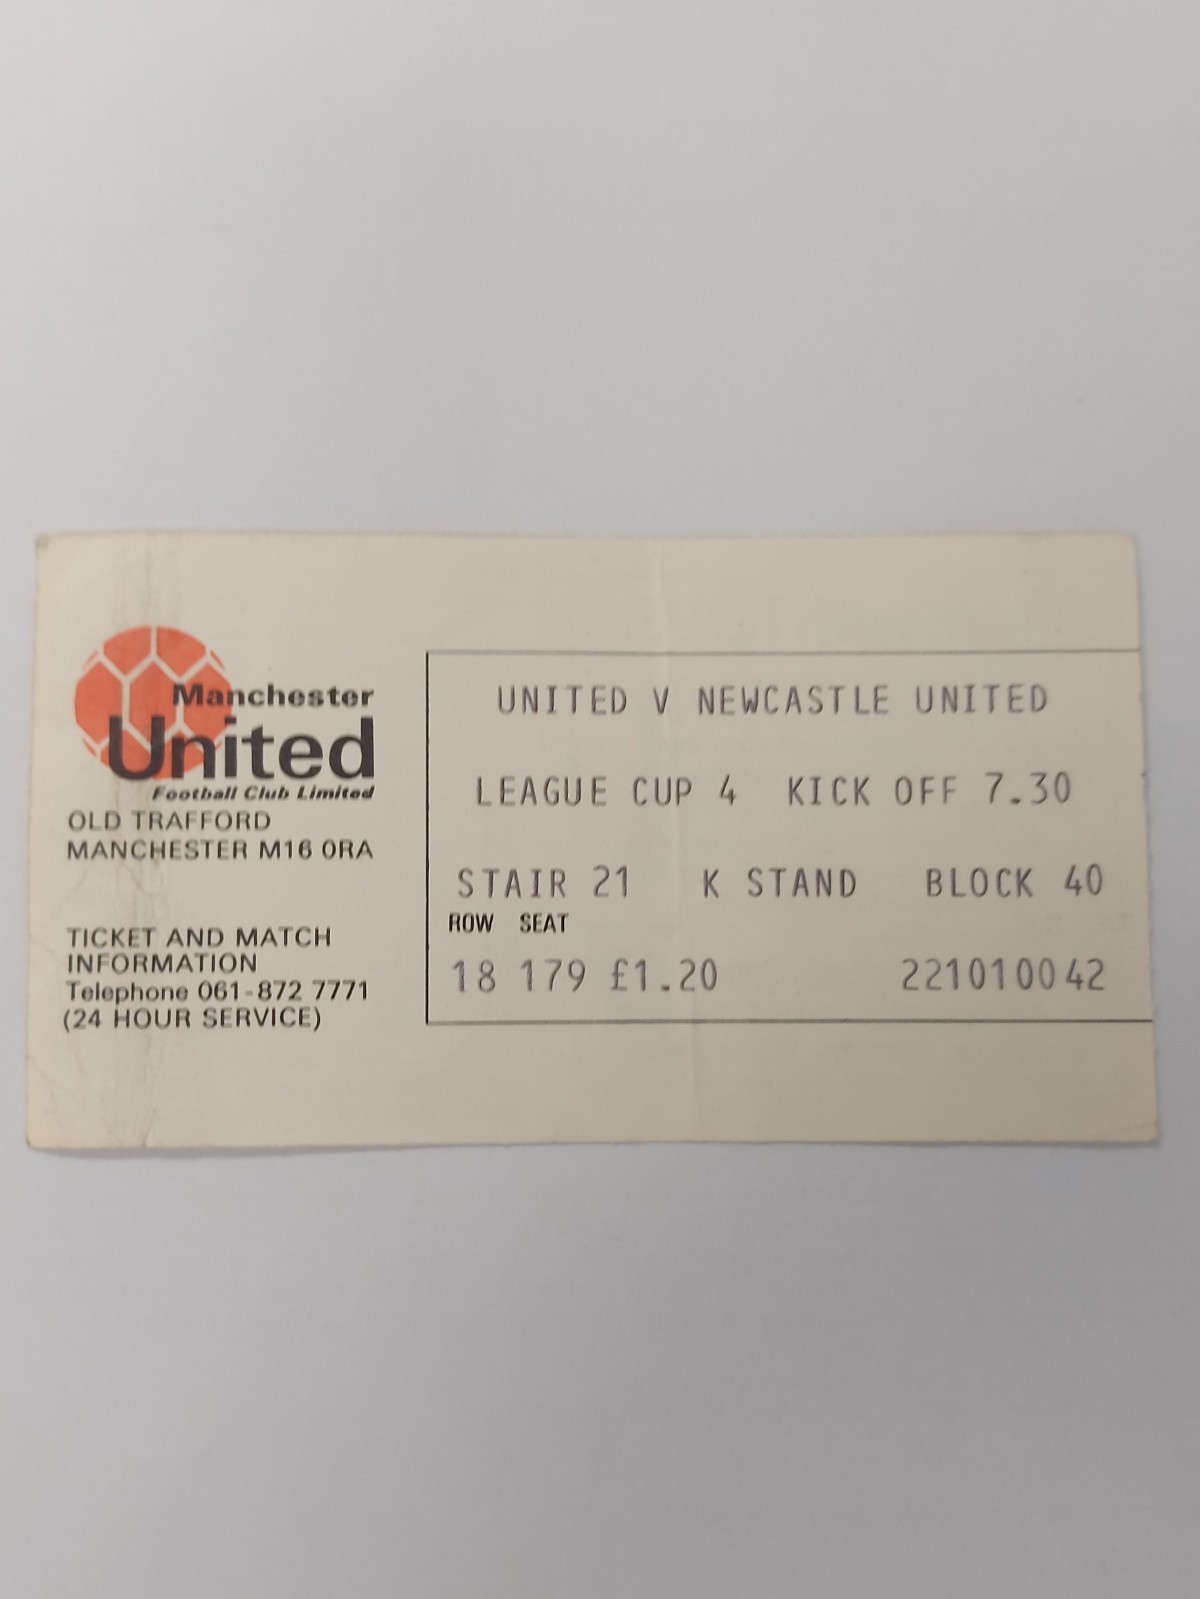 Manchester
United
Football Club Limited
OLD TRAFFORD
MANCHESTER M16 0RA
TICKET AND MATCH
INFORMATION
Telephone 061-872 7771
(24 HOUR SERVICE)
UNITED V NEWCASTLE UNITED
LEAGUE CUP 4 KICK OFF 7.30
STAIR 21 K STAND BLOCK 40
ROW SEAT
18 179 £1.20 221010042